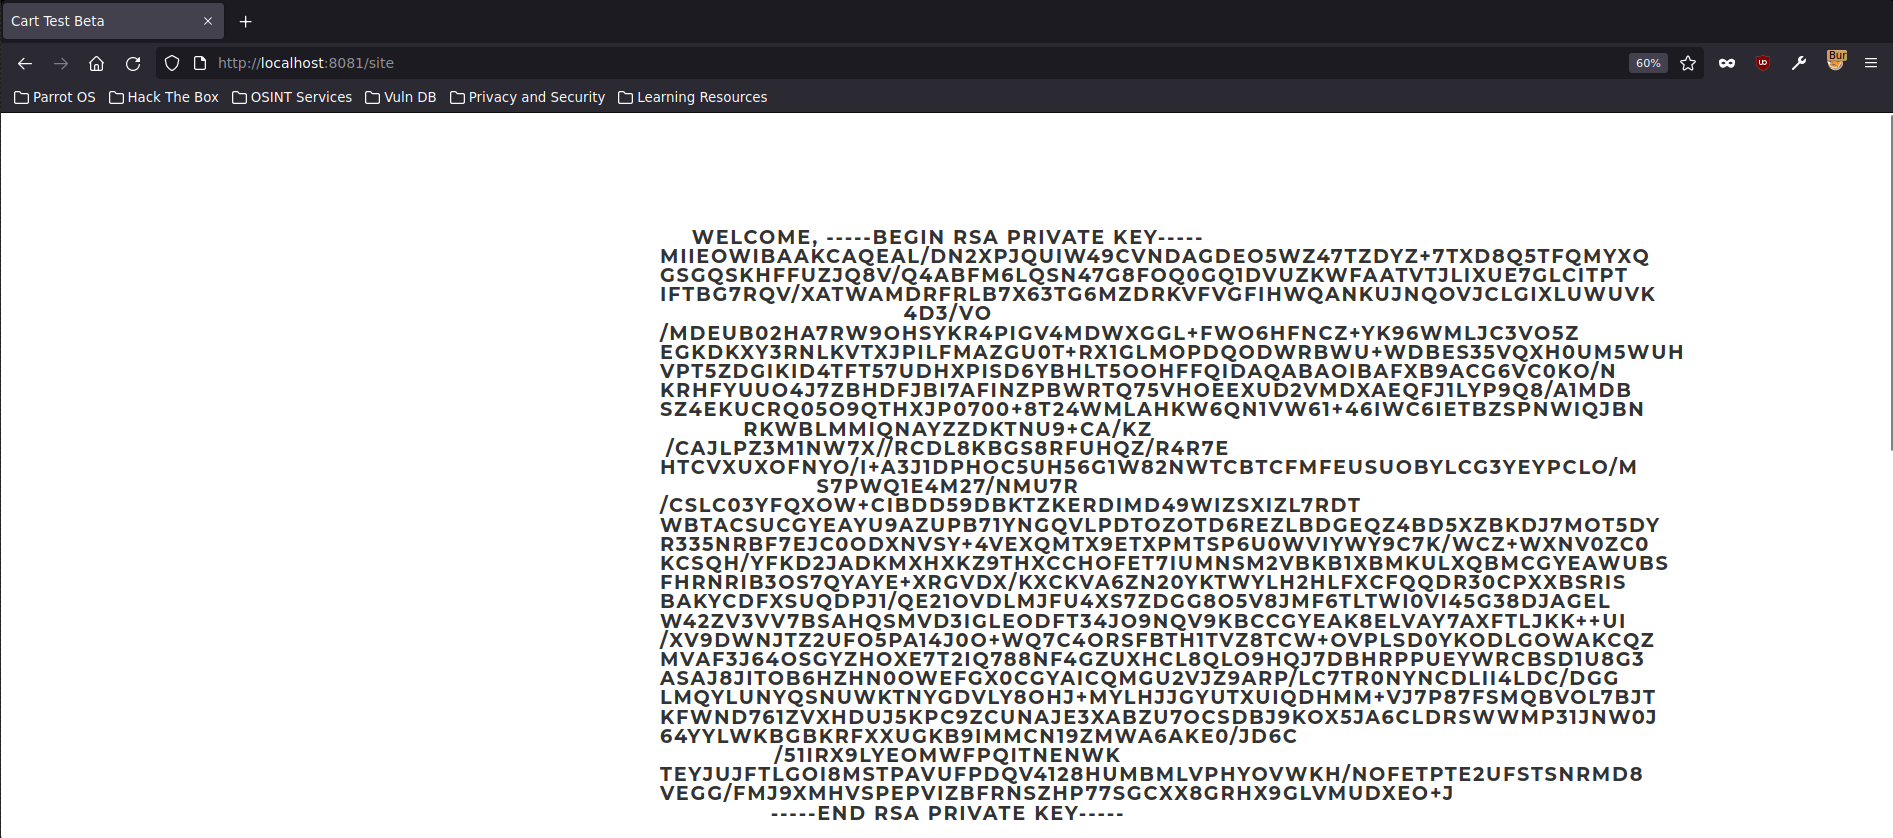 Cart Test Beta
http://localhost:8081/site
60%
Bur
Parrot OS Hack The Box OSINT Services Vuln DB Privacy and Security Learning Resources
WELCOME, -----BEGIN RSA PRIVATE KEY-----
MIIEOWIBAAKCAQEAL/DN2XPJQUIW49CVNDAGDEO5WZ47TZDYZ+7TXD8Q5TFQMYXQ
GSGQSKHFFUZJQ8V/Q4ABFM6LQSN47G8FOQ0GQ1DVUZKWFAATVTJLIXUE7GLCITPT
IFTBG7RQV/XATWAMDRFRLB7X63TG6MZDRKVFVGFIHWQANKUJNQOVJCLGIXLUWUVK
4D3/VO
/MDEUB02HA7RW9OHSYKR4PIGV4MDWXGGL+FWO6HFNCZ+YK96WMLJC3VO5Z
EGKDKXY3RNLKVTXJPILFMAZGU0T+RX1GLMOPDQODWRBWU+WDBES35VQXH0UM5WUH
VPT5ZDGIKID4TFT57UDHXPISD6YBHLT5OOHFFQIDAQABAOIBAFXB9ACG6VC0KO/N
KRHFYUUO4J7ZBHDFJBI7AFINZPBWRTQ75VHOEEXUD2VMDXAEQFJ1LYP9Q8/A1MDB
SZ4EKUCRQ05O9QTHXJP0700+8T24WMLAHKW6QN1VW61+46IWC6IETBZSPNWIQJBN
RKWBLMMIQNAYZZDKTNU9+CA/KZ
/CAJLPZ3M1NW7X//RCDL8KBGS8RFUHQZ/R4R7E
HTCVXUXOFNYO/I+A3J1DPHOC5UH56G1W82NWTCBTCFMFEUSUOBYLCG3YEYPCLO/M
S7PWQ1E4M27/NMU7R
/CSLC03YFQXOW+CIBDD59DBKTZKERDIMD49WIZSXIZL7RDT
WBTACSUCGYEAYU9AZUPB71YNGQVLPDTOZOTD6REZLBDGEQZ4BD5XZBKDJ7MOT5DY
R335NRBF7EJC0ODXNVSY+4VEXQMTX9ETXPMTSP6U0WVIYWY9C7K/WCZ+WXNV0ZC0
KCSQH/YFKD2JADKMXHXKZ9THXCCHOFET7IUMNSM2VBKB1XBMKULXQBMCGYEAWUBS
FHRNRIB3OS7QYAYE+XRGVDX/KXCKVA6ZN20YKTWYLH2HLFXCFQQDR30CPXXBSRIS
BAKYCDFXSUQDPJ1/QE21OVDLMJFU4XS7ZDGG8O5V8JMF6TLTWI0VI45G38DJAGEL
W42ZV3VV7BSAHQSMVD3IGLEODFT34JO9NQV9KBCCGYEAK8ELVAY7AXFTLJKK++UI
/XV9DWNJTZ2UFO5PA14J0O+WQ7C4ORSFBTH1TVZ8TCW+OVPLSD0YKODLGOWAKCQZ
MVAF3J64OSGYZHOXE7T2IQ788NF4GZUXHCL8QLO9HQJ7DBHRPPUEYWRCBSD1U8G3
ASAJ8JITOB6HZHN0OWEFGX0CGYAICQMGU2VJZ9ARP/LC7TR0NYNCDLII4LDC/DGG
LMQYLUNYQSNUWKTNYGDVLY8OHJ+MYLHJJGYUTXUIQDHMM+VJ7P87FSMQBVOL7BJT
KFWND761ZVXHDUJ5KPC9ZCUNAJE3XABZU7OCSDBJ9KOX5JA6CLDRSWWMP31JNW0J
64YYLWKBGBKRFXXUGKB9IMMCN19ZMWA6AKE0/JD6C
/51IRX9LYEOMWFPQITNENWK
TEYJUJFTLGOI8MSTPAVUFPDQV4128HUMBMLVPHYOVWKH/NOFETPTE2UFSTSNRMD8
VEGG/FMJ9XMHVSPEPVIZBFRNSZHP77SGCXX8GRHX9GLVMUDXEO+J
-----END RSA PRIVATE KEY-----